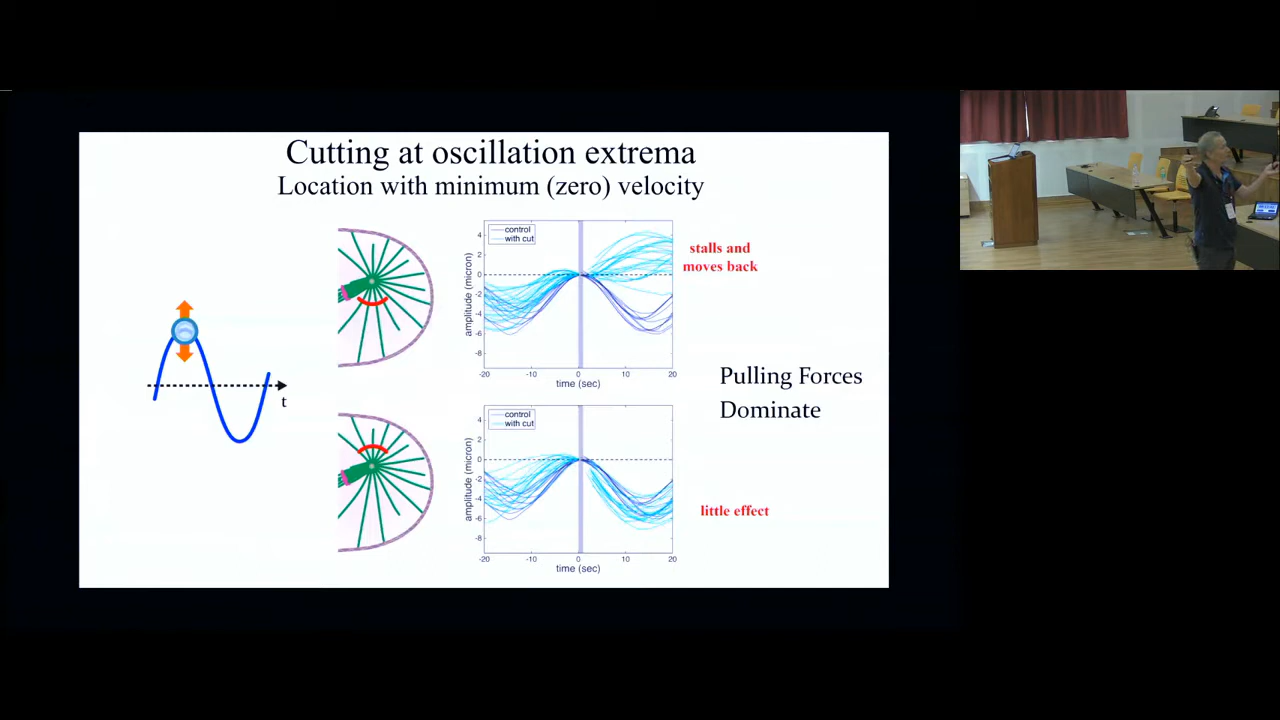 Cutting at oscillation extrema
Location with minimum (zero) velocity
t
control
with cut
amplitude (micron)
4
2
0
-2
-4
-6
-8
-20
-10
0
10
20
time (sec)
stalls and
moves back
Pulling Forces
Dominate
control
with cut
amplitude (micron)
4
2
0
-2
-4
-6
-8
-20
-10
0
10
20
time (sec)
little effect